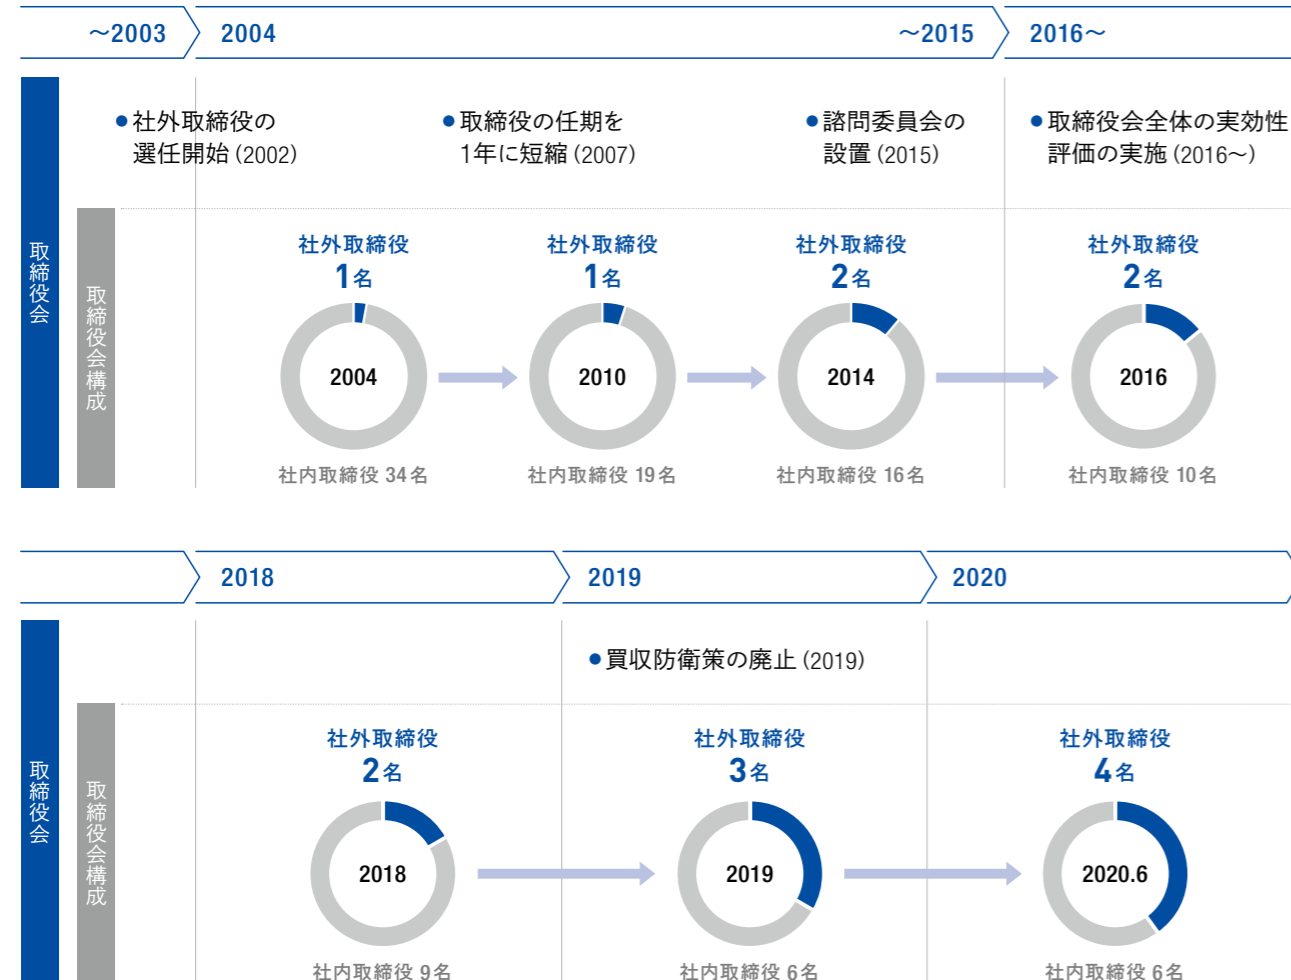 ～2003
2004
～2015
2016～
取締役会
取締役会構成
●社外取締役の
選任開始 (2002)
●取締役の任期を
1年に短縮 (2007)
●諮問委員会の
設置 (2015)
●取締役会全体の実効性
評価の実施 (2016～)
社外取締役
1名
2004
社内取締役 34名
社外取締役
1名
2010
社内取締役 19名
社外取締役
2名
2014
社内取締役 16名
社外取締役
2名
2016
社内取締役 10名
2018
2019
2020
取締役会
取締役会構成
●買収防衛策の廃止 (2019)
社外取締役
2名
2018
社内取締役 9名
社外取締役
3名
2019
社内取締役 6名
社外取締役
4名
2020.6
社内取締役 6名